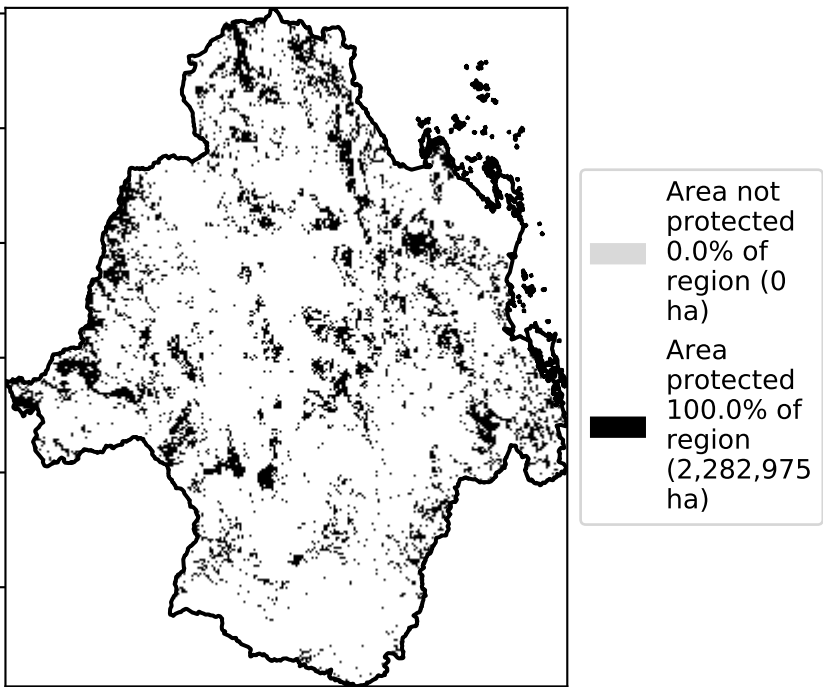 Area not
protected
0.0% of
region (0
ha)
Area
protected
100.0% of
region
(2,282,975
ha)